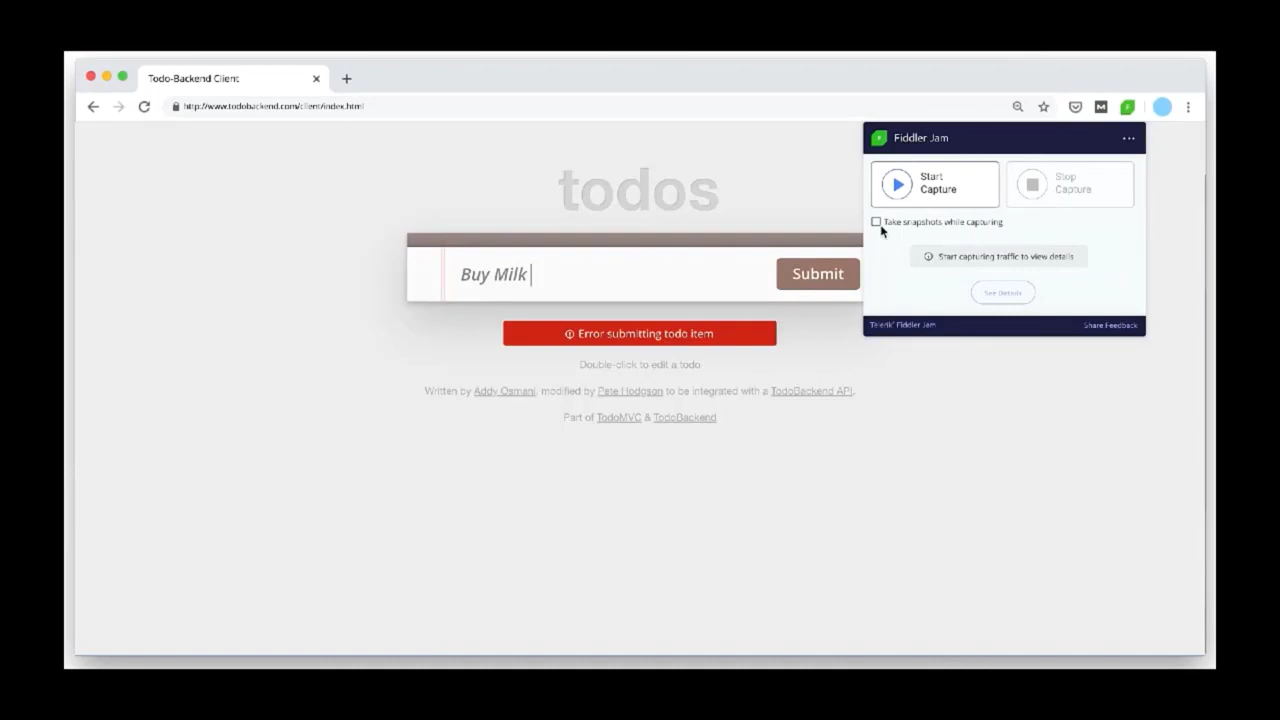 Todo-Backend Client
http://www.todobackend.com/client/index.html
Fiddler Jam
Start Capture
Stop Capture
Take snapshots while capturing
Start capturing traffic to view details
See Details
Telerik® Fiddler Jam
Share Feedback
todos
Buy Milk
Submit
Error submitting todo item
Double-click to edit a todo
Written by Addy Osmani, modified by Pete Hodgson to be integrated with a TodoBackend API.
Part of TodoMVC & TodoBackend